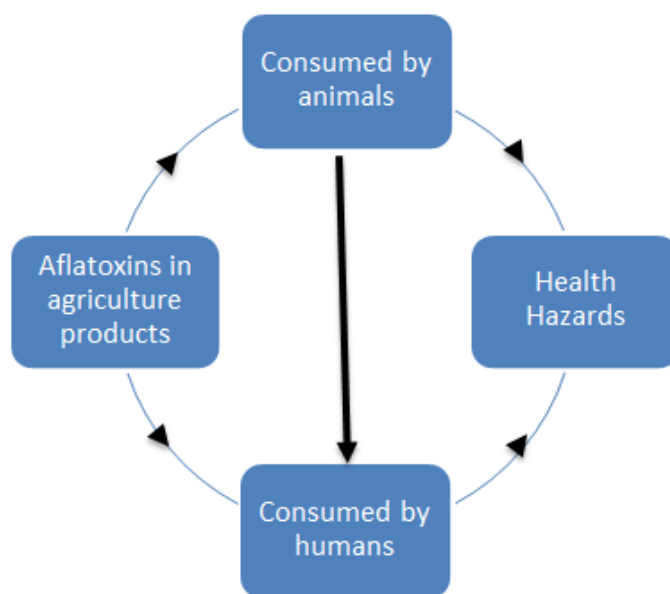 Consumed by
animals
Aflatoxins in
agriculture
products
Health
Hazards
Consumed by
humans